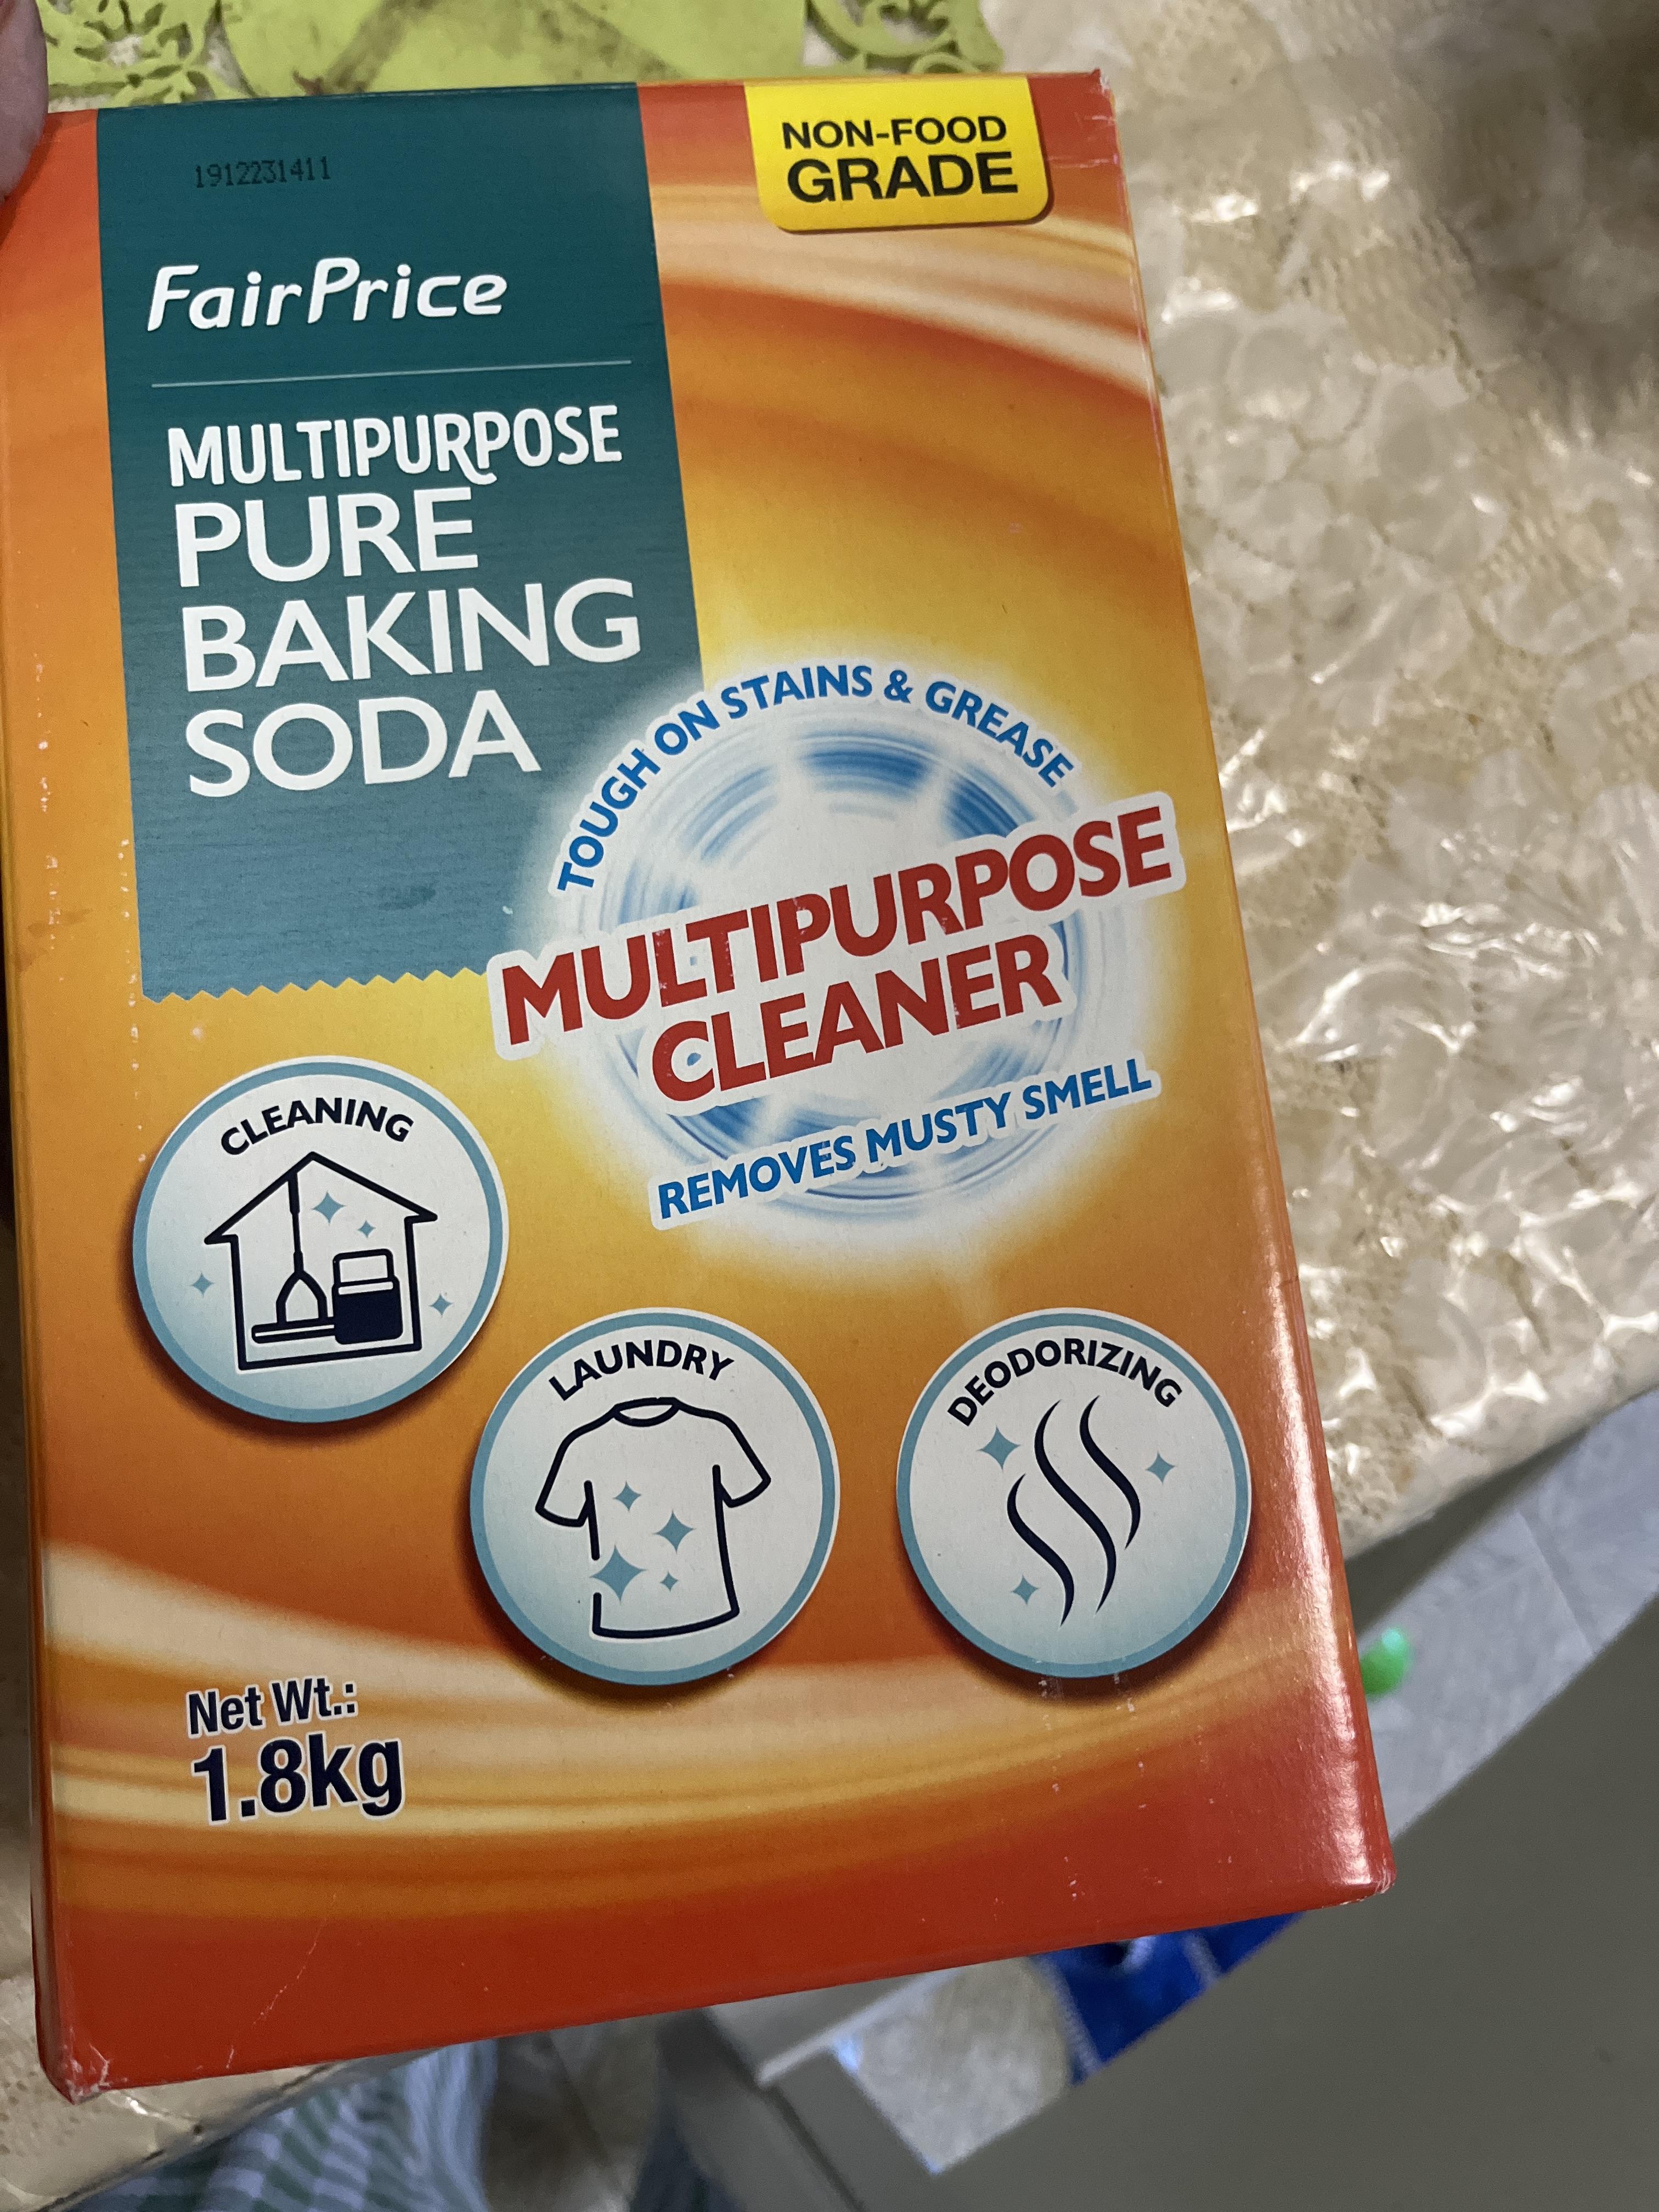 1912231411
NON-FOOD
GRADE
FairPrice
MULTIPURPOSE
PURE
BAKING
SODA
TOUGH ON STAINS & GREASE
MULTIPURPOSE
CLEANER
REMOVES MUSTY SMELL
CLEANING
LAUNDRY
DEODORIZING
Net Wt.:
1.8kg